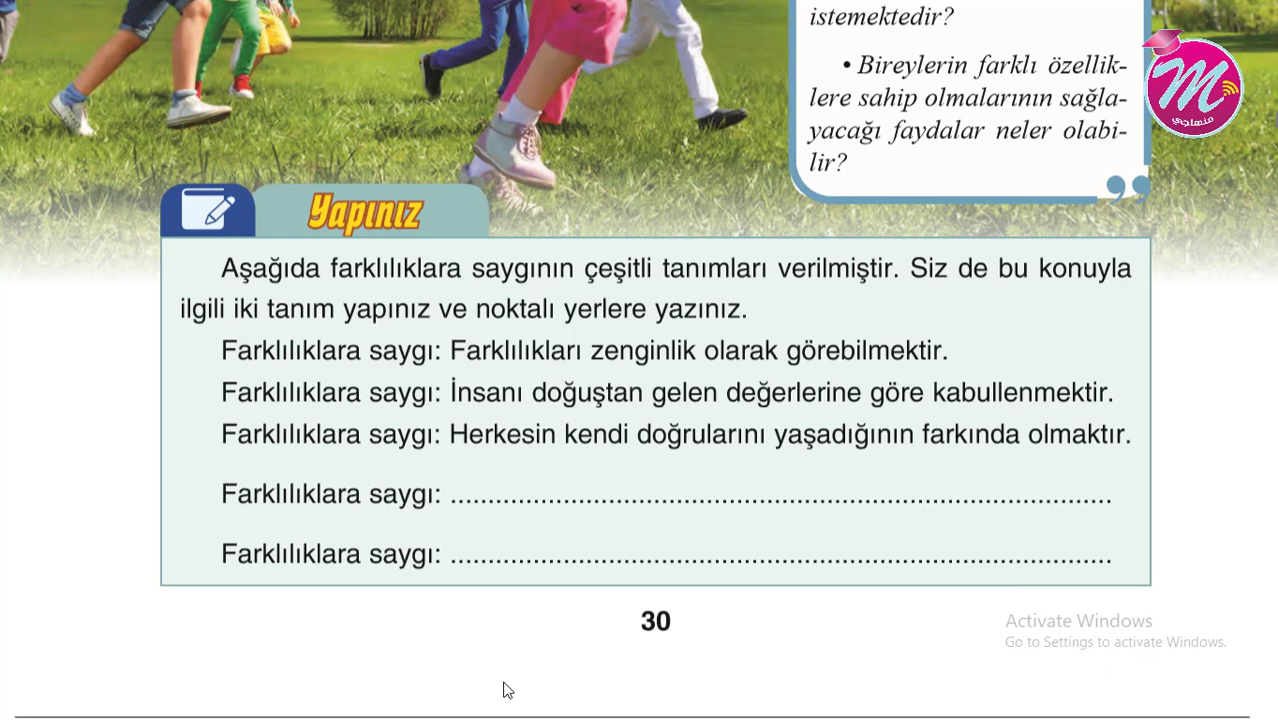 istemektedir?
• Bireylerin farklı özellik-
lere sahip olmalarının sağla-
yacağı faydalar neler olabi-
lir?
M
منهاجي
Yapınız
Aşağıda farklılıklara saygının çeşitli tanımları verilmiştir. Siz de bu konuyla
ilgili iki tanım yapınız ve noktalı yerlere yazınız.
Farklılıklara saygı: Farklılıkları zenginlik olarak görebilmektir.
Farklılıklara saygı: İnsanı doğuştan gelen değerlerine göre kabullenmektir.
Farklılıklara saygı: Herkesin kendi doğrularını yaşadığının farkında olmaktır.
Farklılıklara saygı: ........................................................................................
Farklılıklara saygı: ........................................................................................
30
Activate Windows
Go to Settings to activate Windows.